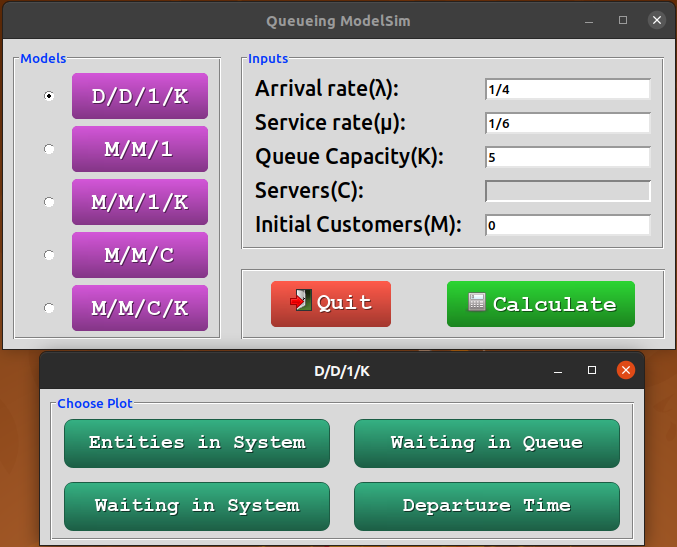 Queueing ModelSim
Models
D/D/1/K
M/M/1
M/M/1/K
M/M/C
M/M/C/K
Inputs
Arrival rate(λ): 1/4
Service rate(μ): 1/6
Queue Capacity(K): 5
Servers(C):
Initial Customers(M): 0
Quit
Calculate
D/D/1/K
Choose Plot
Entities in System
Waiting in Queue
Waiting in System
Departure Time